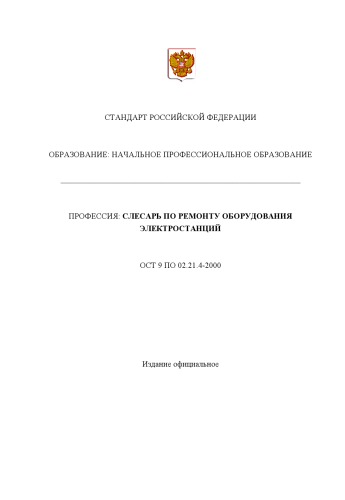 СТАНДАРТ РОССИЙСКОЙ ФЕДЕРАЦИИ
ОБРАЗОВАНИЕ: НАЧАЛЬНОЕ ПРОФЕССИОНАЛЬНОЕ ОБРАЗОВАНИЕ
ПРОФЕССИЯ: СЛЕСАРЬ ПО РЕМОНТУ ОБОРУДОВАНИЯ
ЭЛЕКТРОСТАНЦИЙ
ОСТ 9 ПО 02.21.4-2000
Издание официальное